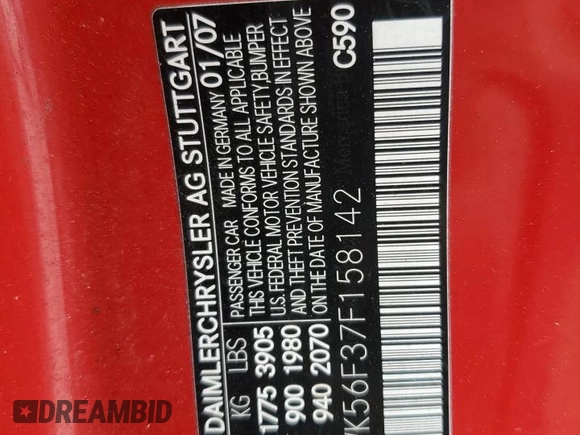 DAIMLERCHRYSLER AG STUTTGART
KG LBS PASSENGER CAR MADE IN GERMANY 01/07
1775 3905 THIS VEHICLE CONFORMS TO ALL APPLICABLE
U.S. FEDERAL MOTOR VEHICLE SAFETY, BUMPER
900 1980 AND THEFT PREVENTION STANDARDS IN EFFECT
940 2070 ON THE DATE OF MANUFACTURE SHOWN ABOVE
C590
K56F37F158142
DREAMBID